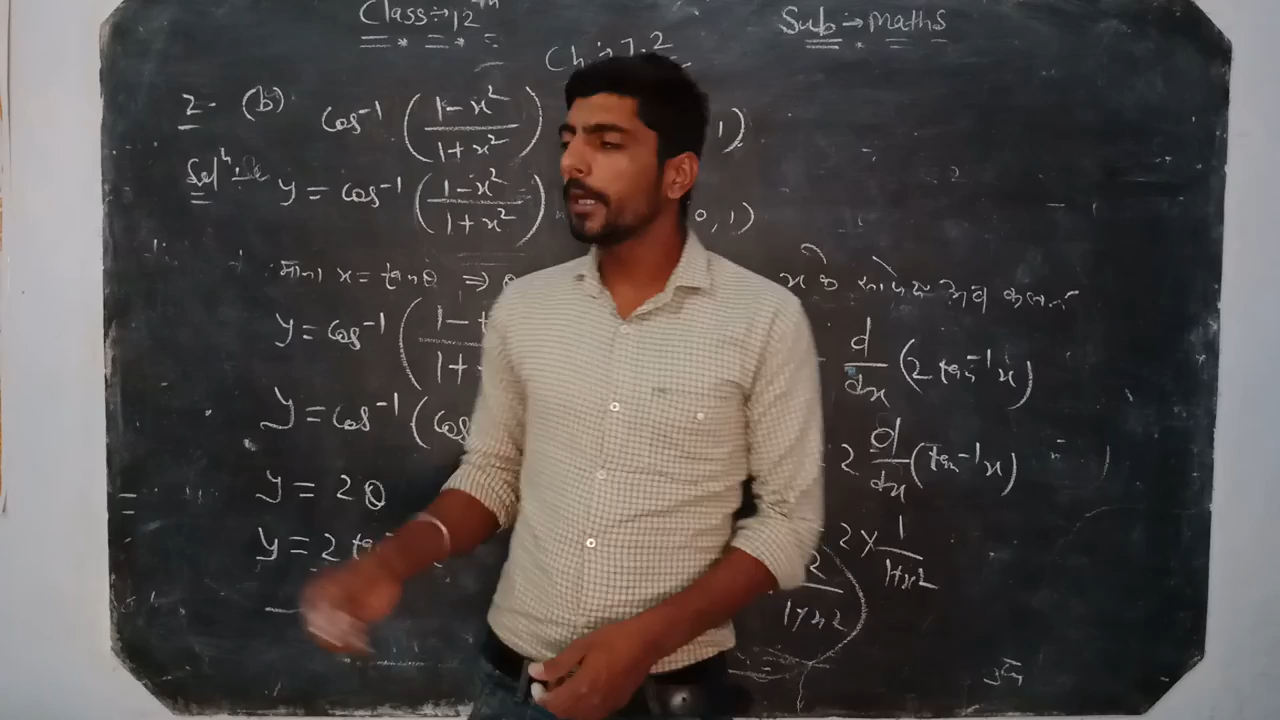 Class :- 12th
Sub → Maths
Ch :- 7.2
2. (b) cos⁻¹ (1-x²/1+x²) 1)
Solⁿ :- y = cos⁻¹ (1-x²/1+x²) 0, 1)
माना x = tanθ ⇒ θ
y = cos⁻¹ (1-t 1+
y = cos⁻¹ (cos
y = 2θ
y = 2 ta
x के सापेक्ष अव कलन
d/dx (2 tan⁻¹x)
2 d/dx (tan⁻¹x)
2 × 1/1+x²
2/1+x²